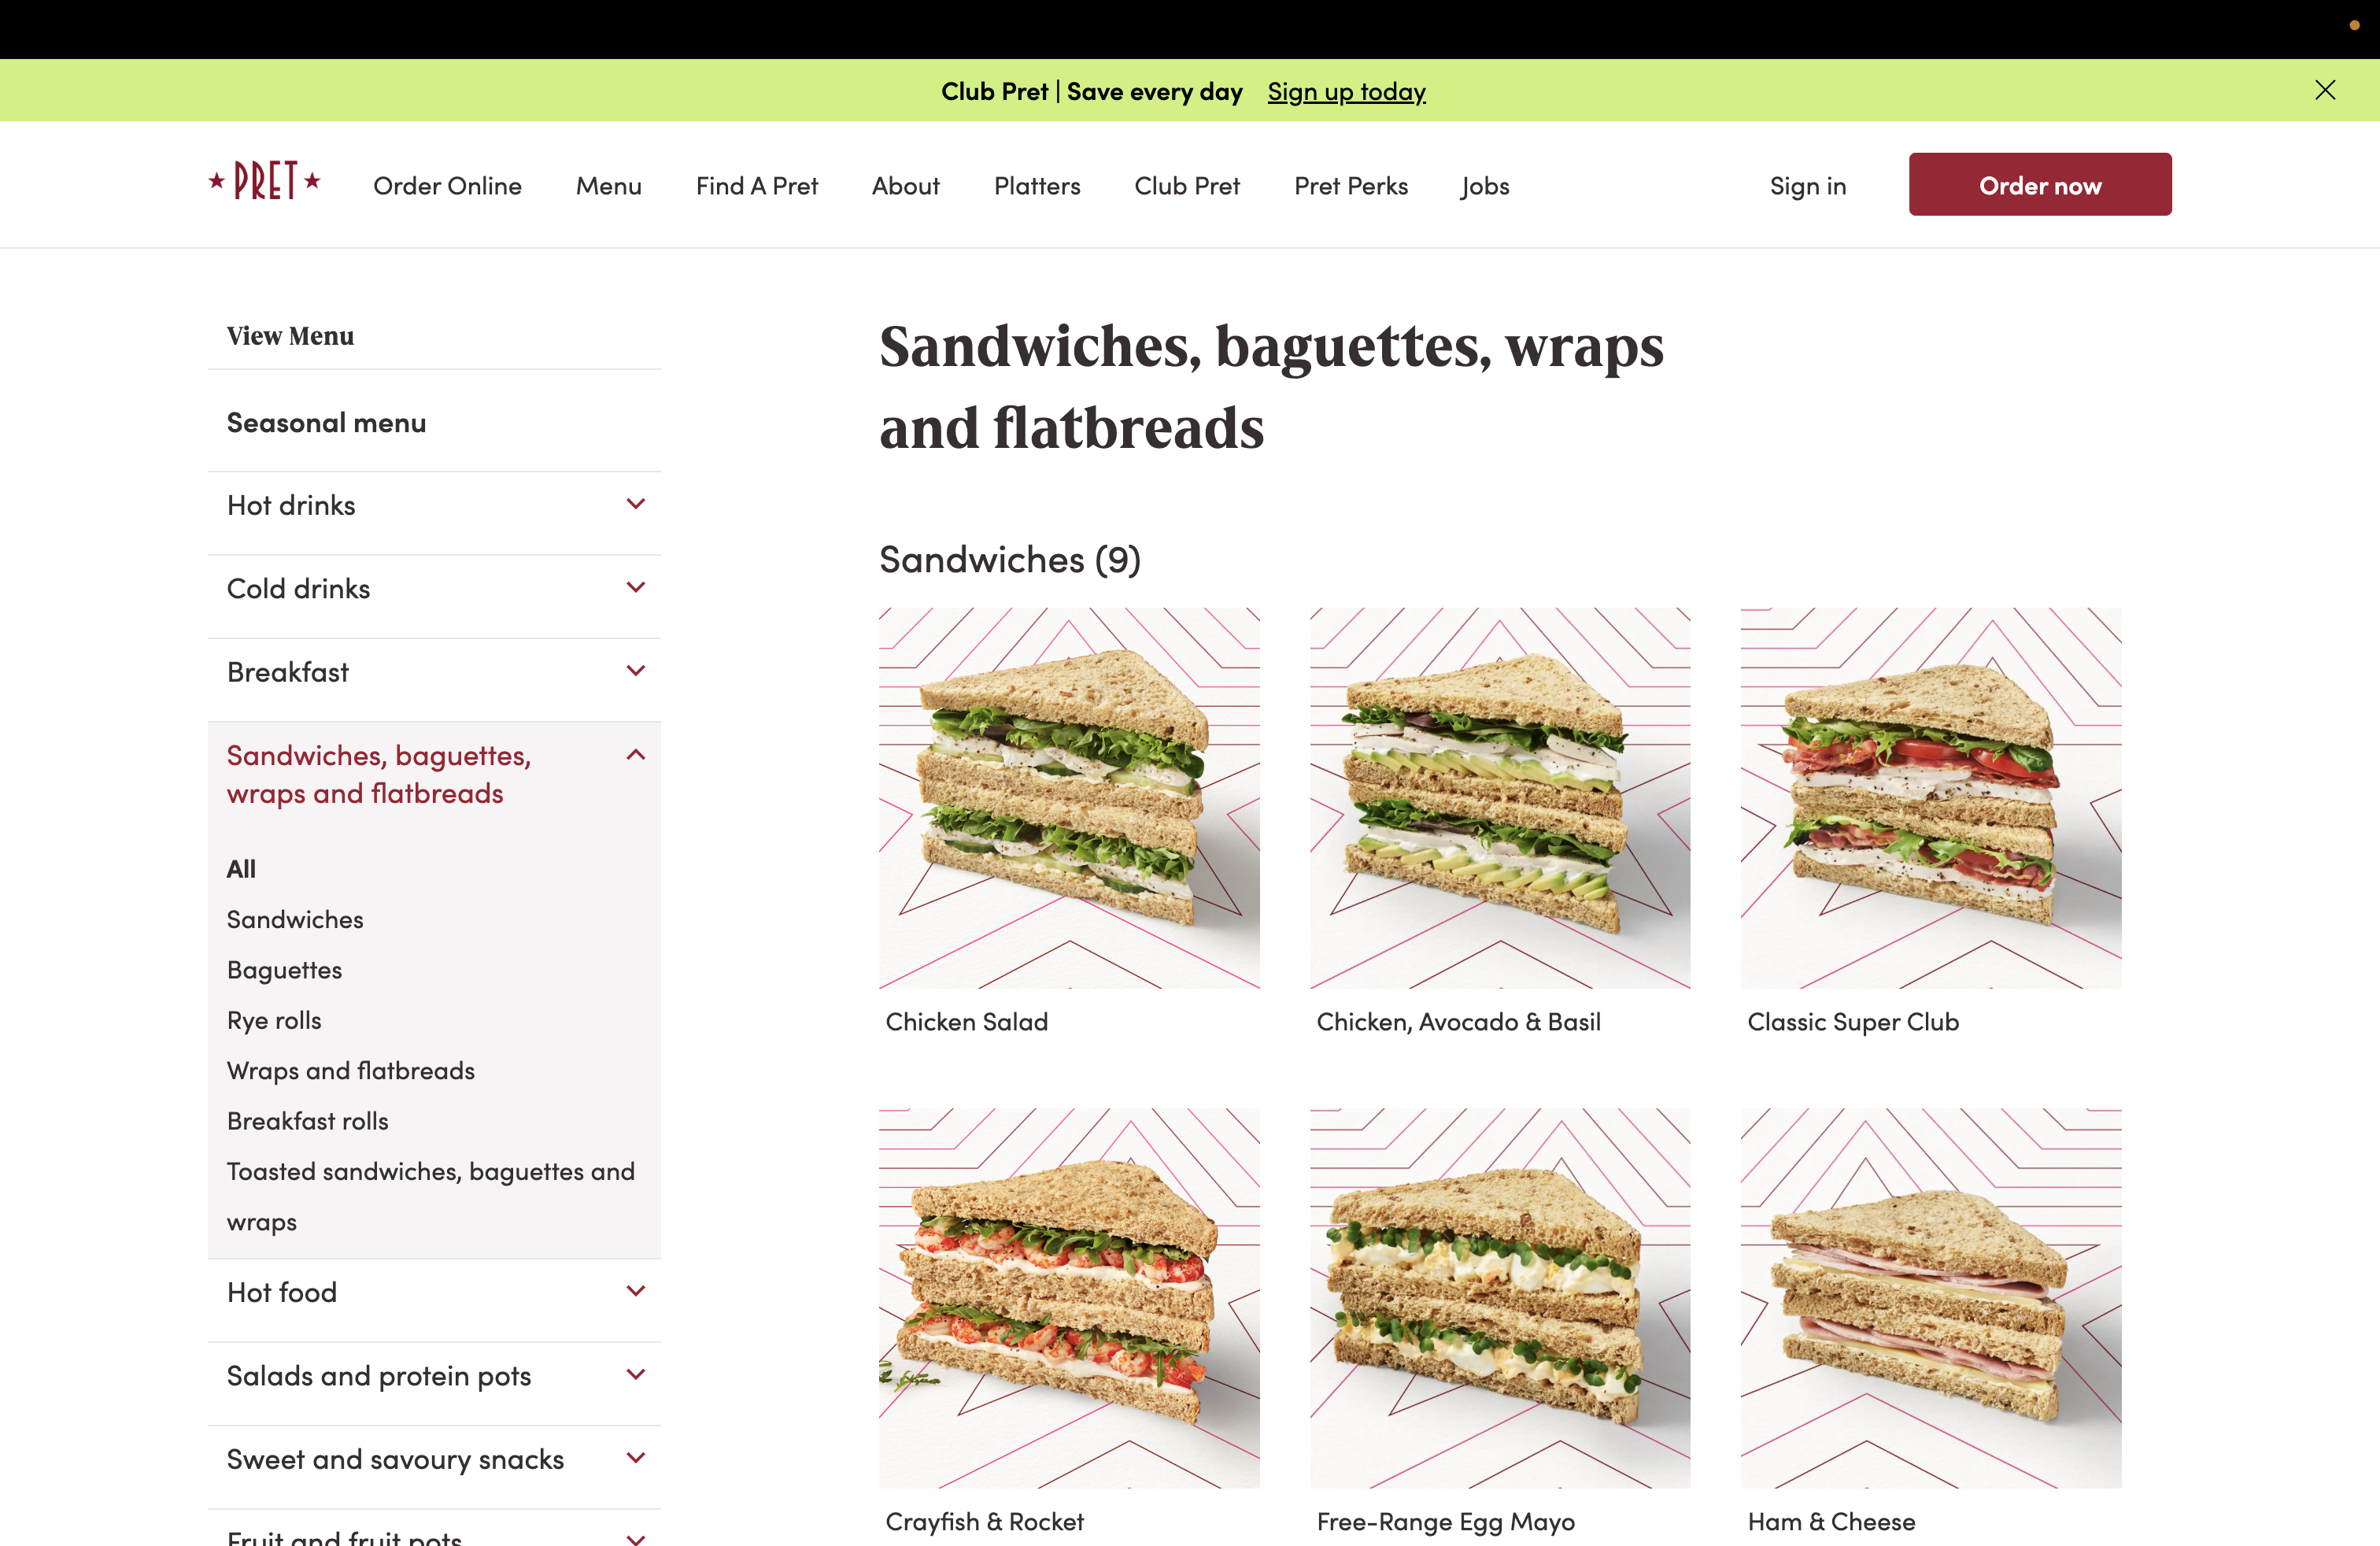 Club Pret | Save every day Sign up today
PRET
Order Online
Menu
Find A Pret
About
Platters
Club Pret
Pret Perks
Jobs
Sign in
Order now
View Menu
Seasonal menu
Hot drinks
Cold drinks
Breakfast
Sandwiches, baguettes,
wraps and flatbreads
All
Sandwiches
Baguettes
Rye rolls
Wraps and flatbreads
Breakfast rolls
Toasted sandwiches, baguettes and
wraps
Hot food
Salads and protein pots
Sweet and savoury snacks
Fruit and fruit pots
Sandwiches, baguettes, wraps
and flatbreads
Sandwiches (9)
Chicken Salad
Chicken, Avocado & Basil
Classic Super Club
Crayfish & Rocket
Free-Range Egg Mayo
Ham & Cheese